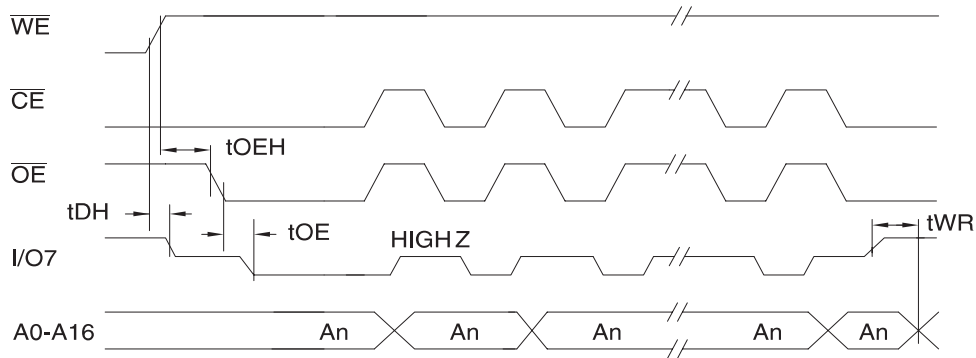 WE
CE
tOEH
OE
tDH
tOE
HIGH Z
tWR
I/O7
A0-A16
An
An
An
An
An